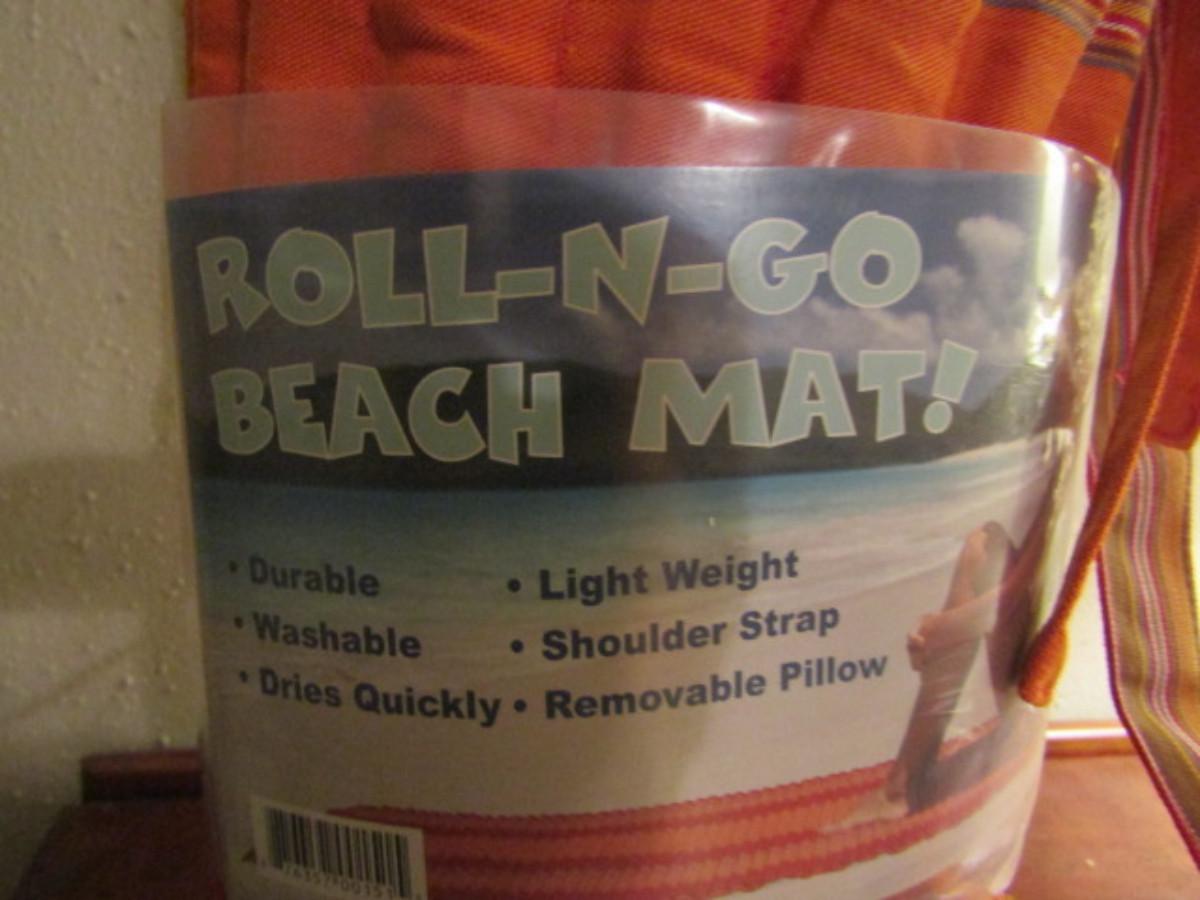 ROLL-N-GO
BEACH MAT!
• Durable
• Washable
• Dries Quickly
• Light Weight
• Shoulder Strap
• Removable Pillow